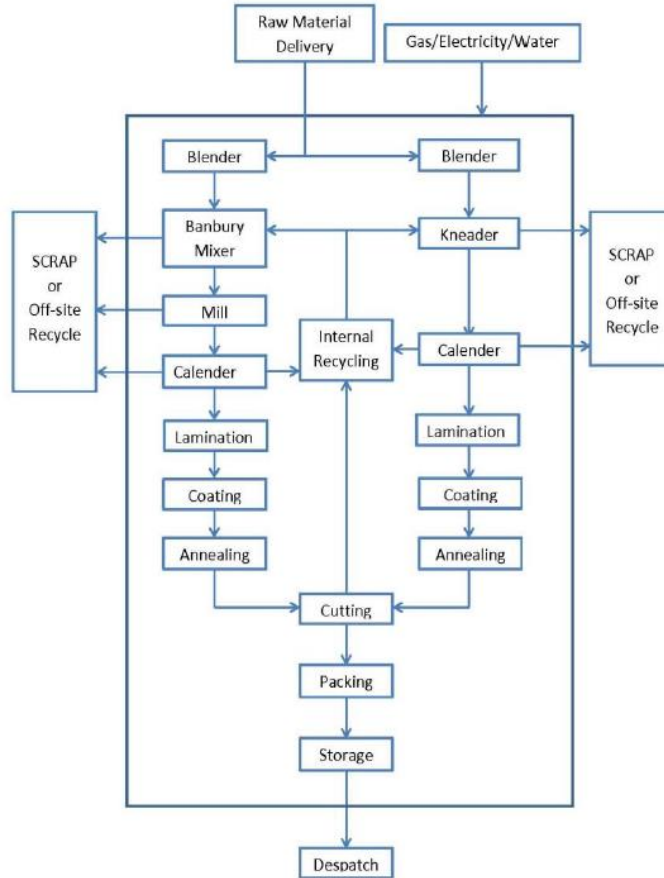 Raw Material
Delivery
Gas/Electricity/Water
Blender
Blender
SCRAP
or
Off-site
Recycle
Banbury
Mixer
Kneader
SCRAP
or
Off-site
Recycle
Mill
Internal
Recycling
Calender
Calender
Lamination
Lamination
Coating
Coating
Annealing
Annealing
Cutting
Packing
Storage
Despatch